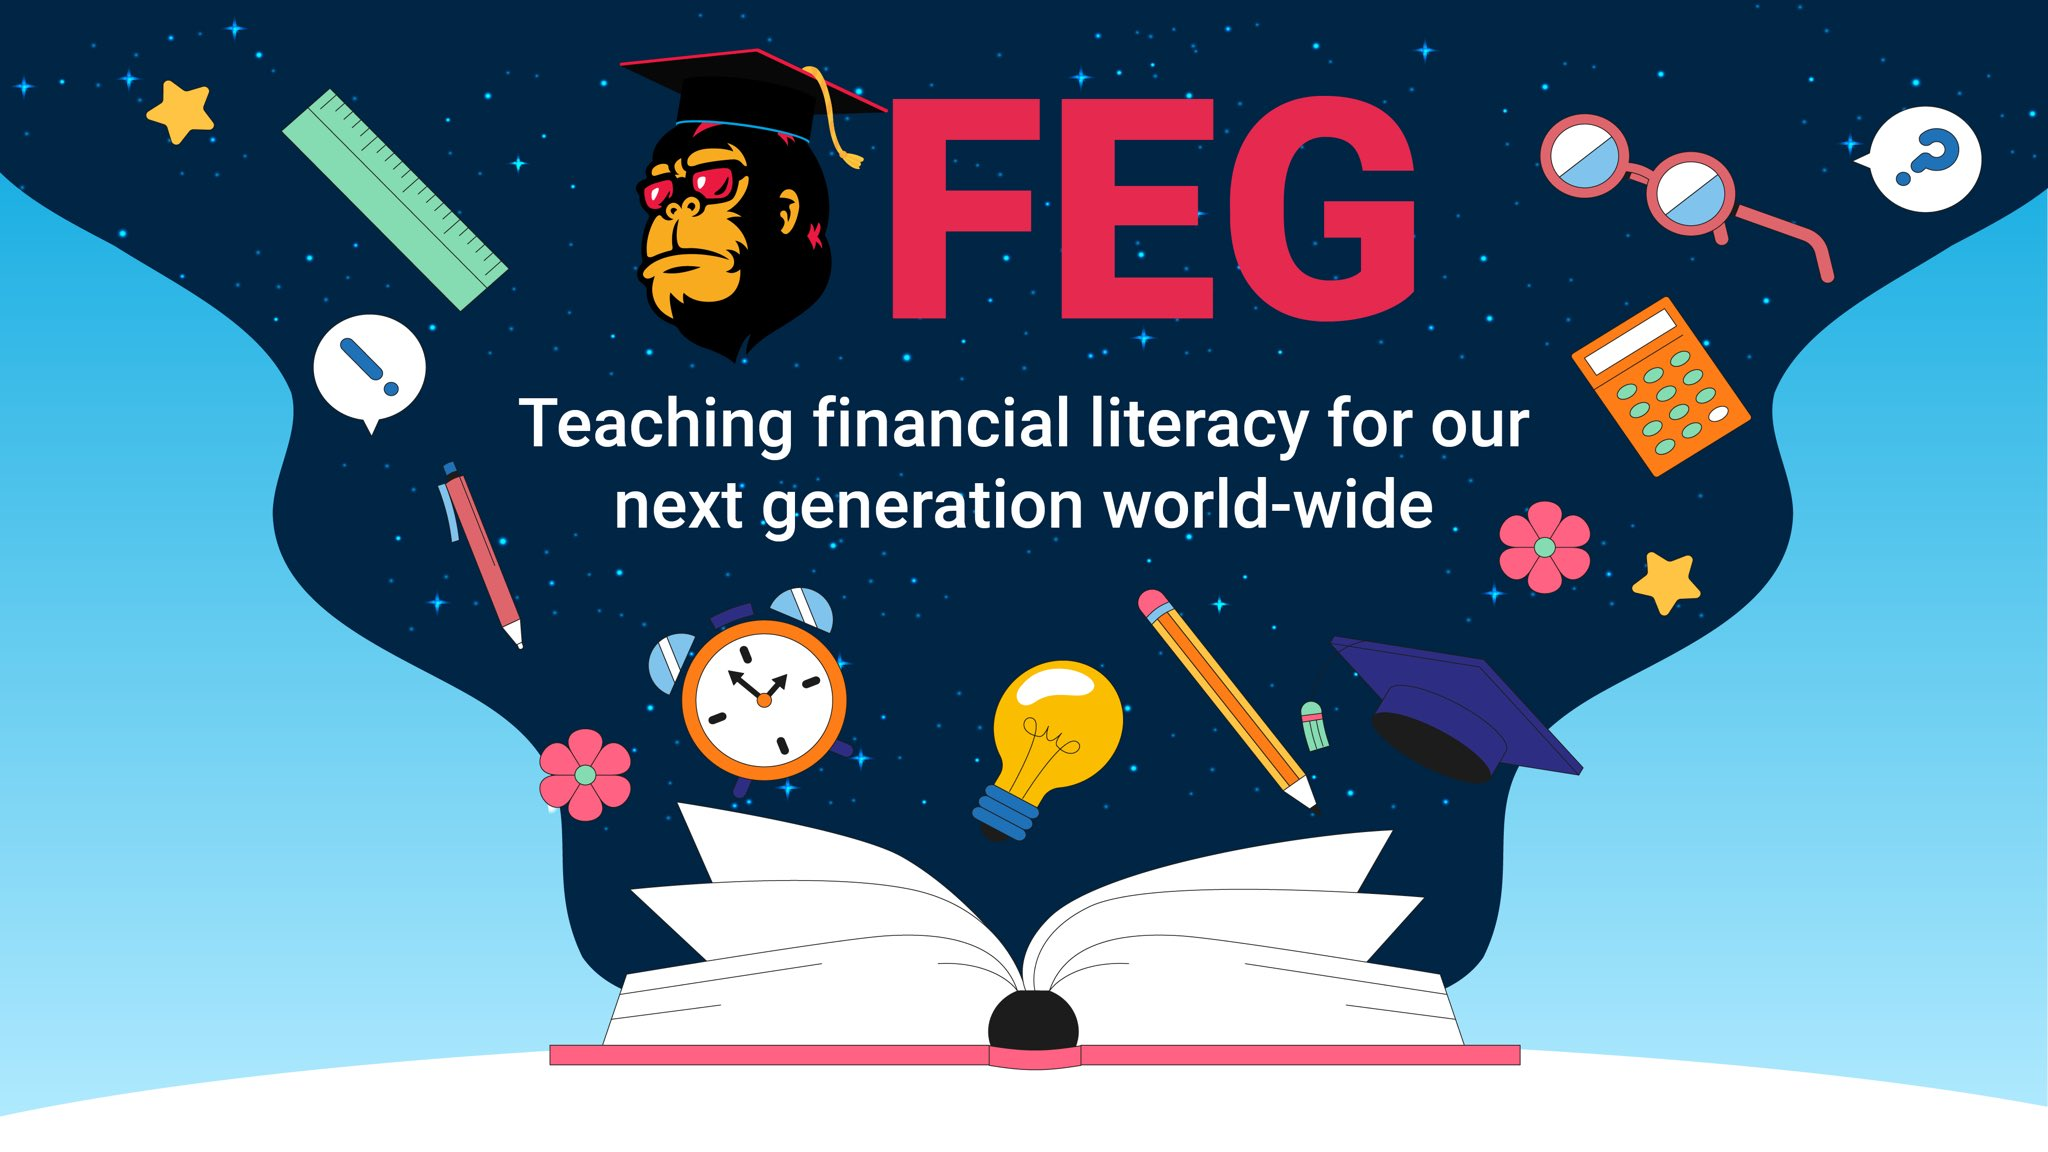 FEG
Teaching financial literacy for our
next generation world-wide
!
?